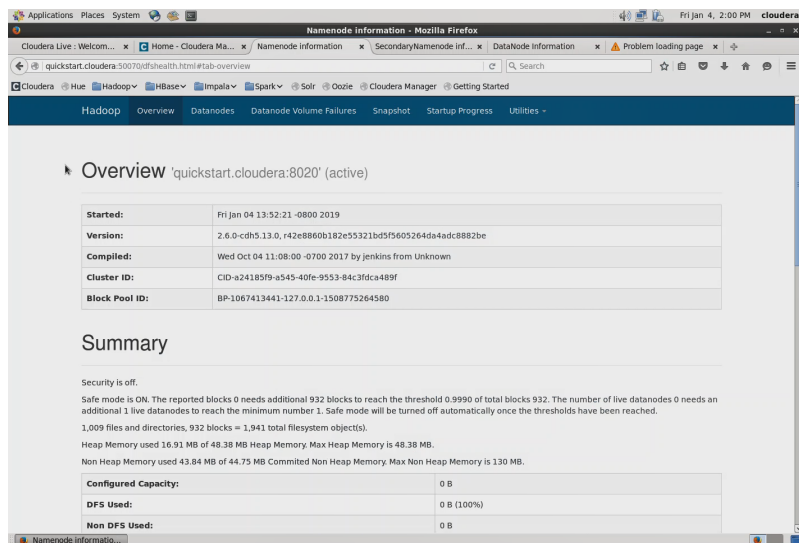 Applications Places System Fri Jan 4, 2:00 PM cloudera
Namenode information - Mozilla Firefox
Cloudera Live : Welcom... x Home - Cloudera Ma... x Namenode information x SecondaryNamenode inf... x DataNode Information x Problem loading page x
quickstart.cloudera:50070/dfshealth.html#tab-overview Search
Cloudera Hue Hadoop HBase Impala Spark Solr Oozie Cloudera Manager Getting Started
Hadoop Overview Datanodes Datanode Volume Failures Snapshot Startup Progress Utilities
Overview 'quickstart.cloudera:8020' (active)
Started: Fri Jan 04 13:52:21 -0800 2019
Version: 2.6.0-cdh5.13.0, r42e8860b182e55321bd5f5605264da4adc8882be
Compiled: Wed Oct 04 11:08:00 -0700 2017 by jenkins from Unknown
Cluster ID: CID-a24185f9-a545-40fe-9553-84c3fdca489f
Block Pool ID: BP-1067413441-127.0.0.1-1508775264580
Summary
Security is off.
Safe mode is ON. The reported blocks 0 needs additional 932 blocks to reach the threshold 0.9990 of total blocks 932. The number of live datanodes 0 needs an
additional 1 live datanodes to reach the minimum number 1. Safe mode will be turned off automatically once the thresholds have been reached.
1,009 files and directories, 932 blocks = 1,941 total filesystem object(s).
Heap Memory used 16.91 MB of 48.38 MB Heap Memory. Max Heap Memory is 48.38 MB.
Non Heap Memory used 43.84 MB of 44.75 MB Commited Non Heap Memory. Max Non Heap Memory is 130 MB.
Configured Capacity: 0 B
DFS Used: 0 B (100%)
Non DFS Used: 0 B
Namenode informatio...